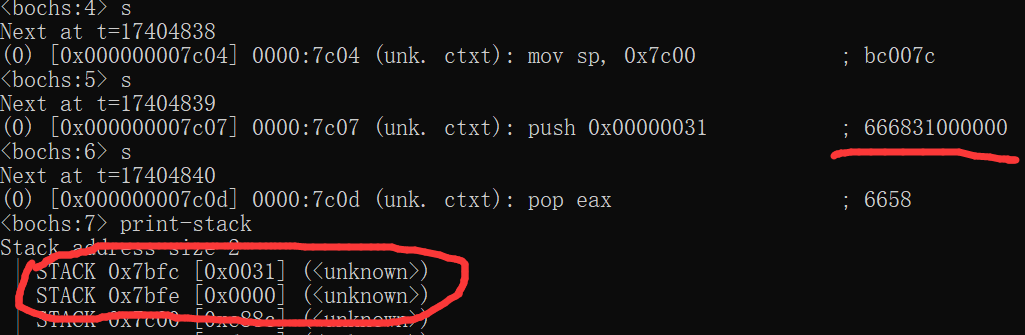 <bochs:4> s
Next at t=17404838
(0) [0x000000007c04] 0000:7c04 (unk. ctxt): mov sp, 0x7c00 ; bc007c
<bochs:5> s
Next at t=17404839
(0) [0x000000007c07] 0000:7c07 (unk. ctxt): push 0x00000031 ; 666831000000
<bochs:6> s
Next at t=17404840
(0) [0x000000007c0d] 0000:7c0d (unk. ctxt): pop eax ; 6658
<bochs:7> print-stack
Stack address size 2
STACK 0x7bfc [0x0031] (<unknown>)
STACK 0x7bfe [0x0000] (<unknown>)
STACK 0x7c00 (<unknown>)